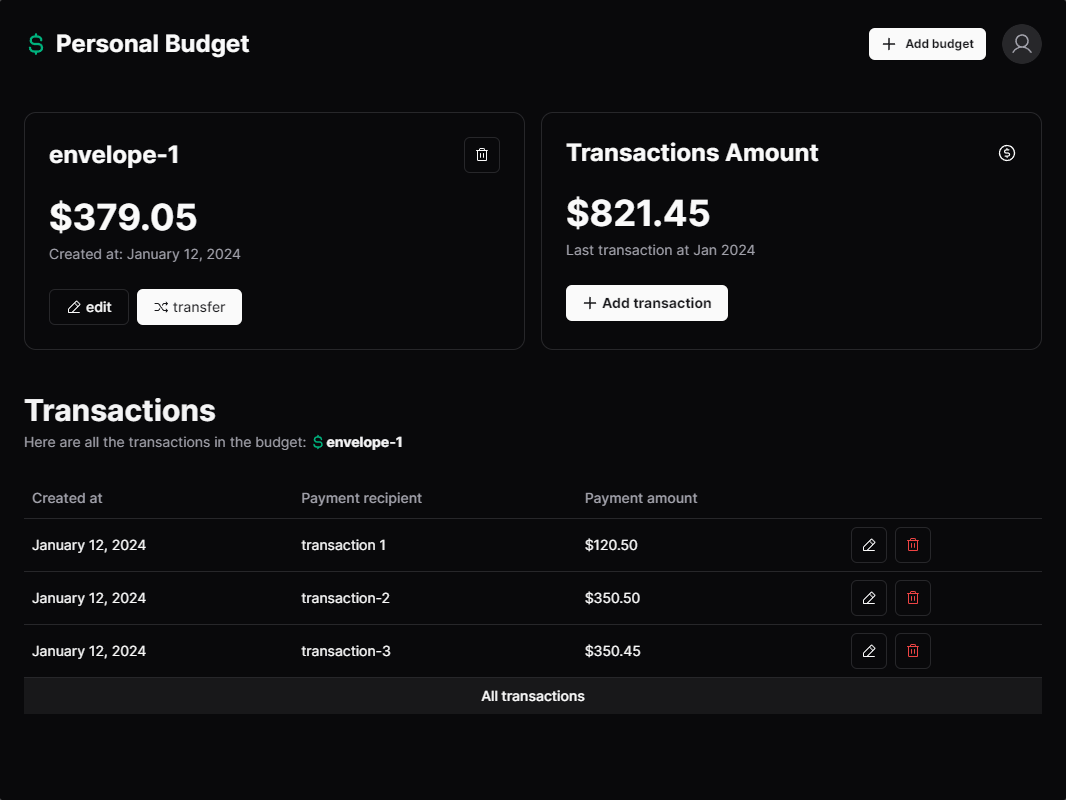 $ Personal Budget
+ Add budget
envelope-1
$379.05
Created at: January 12, 2024
edit
transfer
Transactions Amount
$821.45
Last transaction at Jan 2024
+ Add transaction
Transactions
Here are all the transactions in the budget: $ envelope-1
Created at Payment recipient Payment amount
January 12, 2024 transaction 1 $120.50
January 12, 2024 transaction-2 $350.50
January 12, 2024 transaction-3 $350.45
All transactions